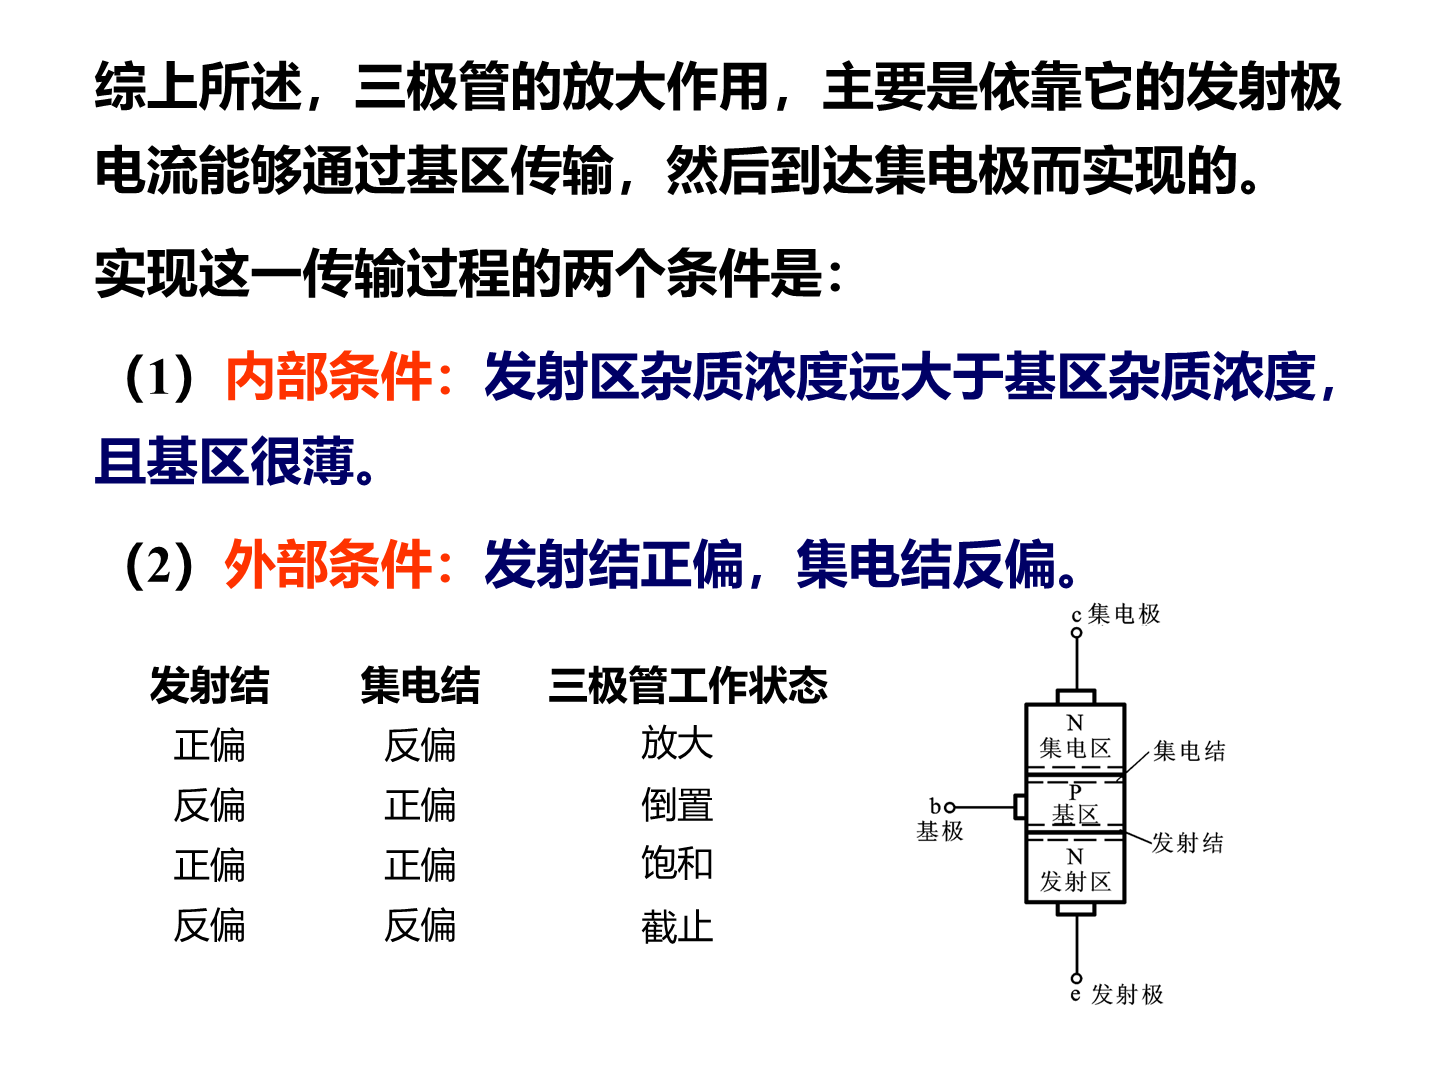 综上所述，三极管的放大作用，主要是依靠它的发射极
电流能够通过基区传输，然后到达集电极而实现的。
实现这一传输过程的两个条件是：
（1）内部条件：发射区杂质浓度远大于基区杂质浓度，
且基区很薄。
（2）外部条件：发射结正偏，集电结反偏。
发射结 集电结 三极管工作状态
正偏 反偏 放大
反偏 正偏 倒置
正偏 正偏 饱和
反偏 反偏 截止
c 集电极
N
集电区
集电结
P
b
基区
基极
发射结
N
发射区
e 发射极